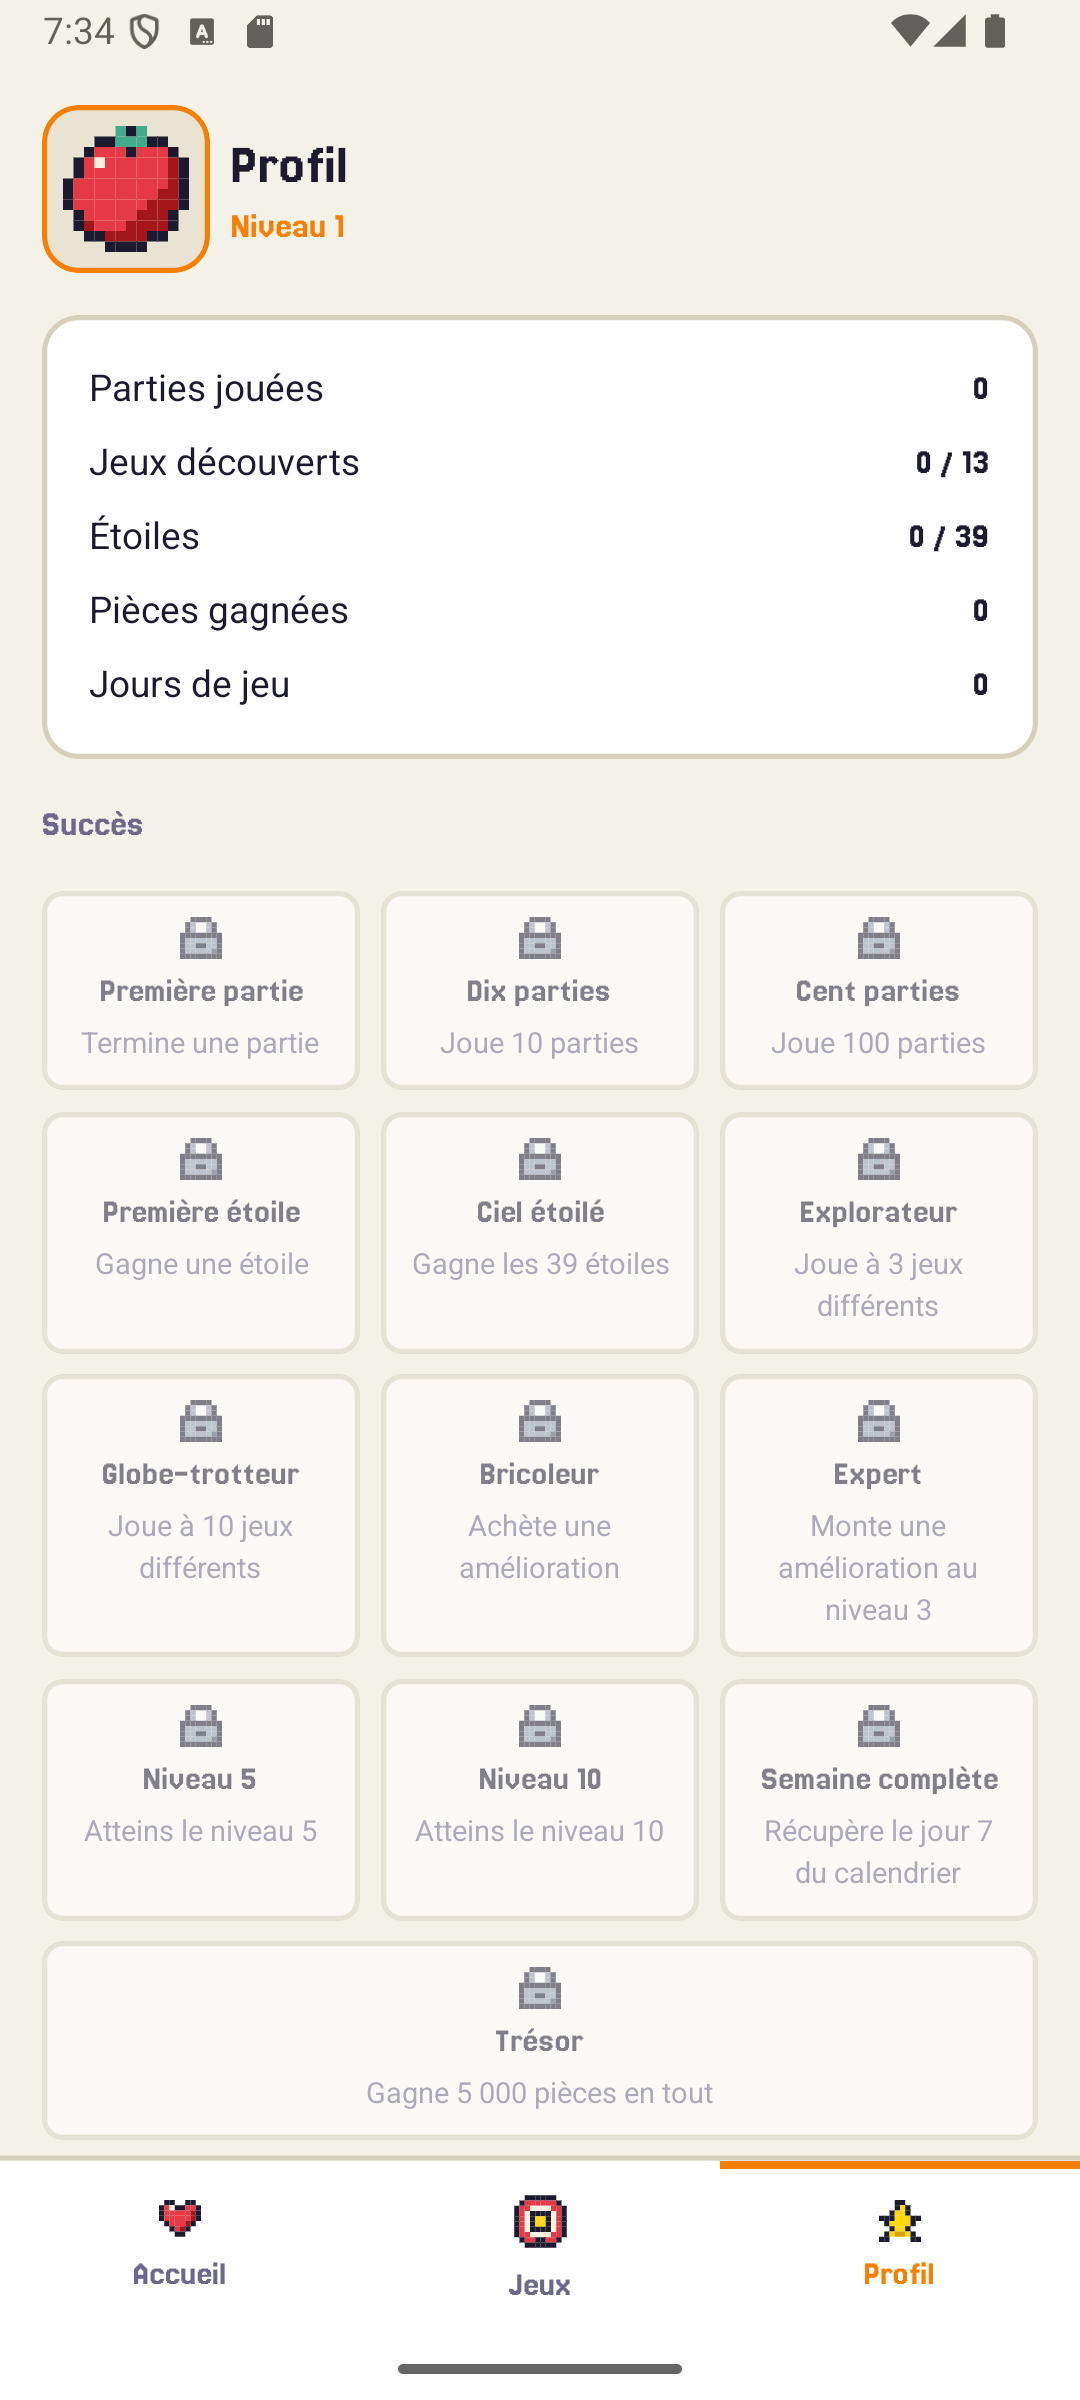 7:34
Profil
Niveau 1
Parties jouées 0
Jeux découverts 0 / 13
Étoiles 0 / 39
Pièces gagnées 0
Jours de jeu 0
Succès
Première partie
Termine une partie
Dix parties
Joue 10 parties
Cent parties
Joue 100 parties
Première étoile
Gagne une étoile
Ciel étoilé
Gagne les 39 étoiles
Explorateur
Joue à 3 jeux
différents
Globe-trotteur
Joue à 10 jeux
différents
Bricoleur
Achète une
amélioration
Expert
Monte une
amélioration au
niveau 3
Niveau 5
Atteins le niveau 5
Niveau 10
Atteins le niveau 10
Semaine complète
Récupère le jour 7
du calendrier
Trésor
Gagne 5 000 pièces en tout
Accueil
Jeux
Profil